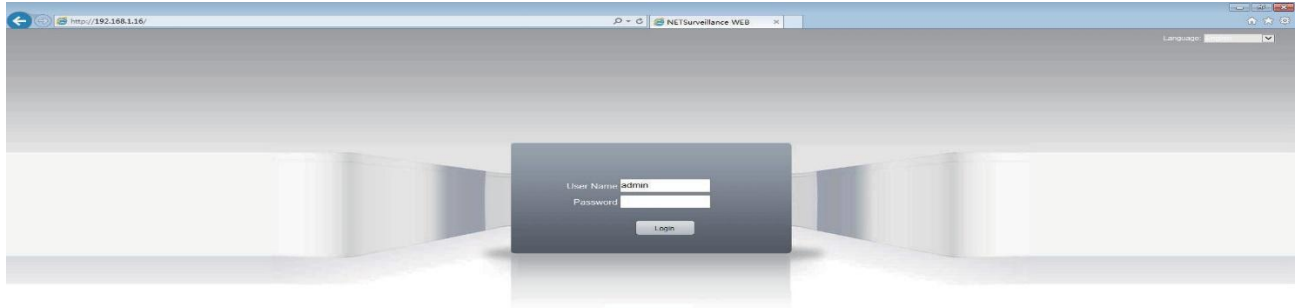 http://192.168.1.16/
NETSurveillance WEB
Language:
User Name admin
Password
Login